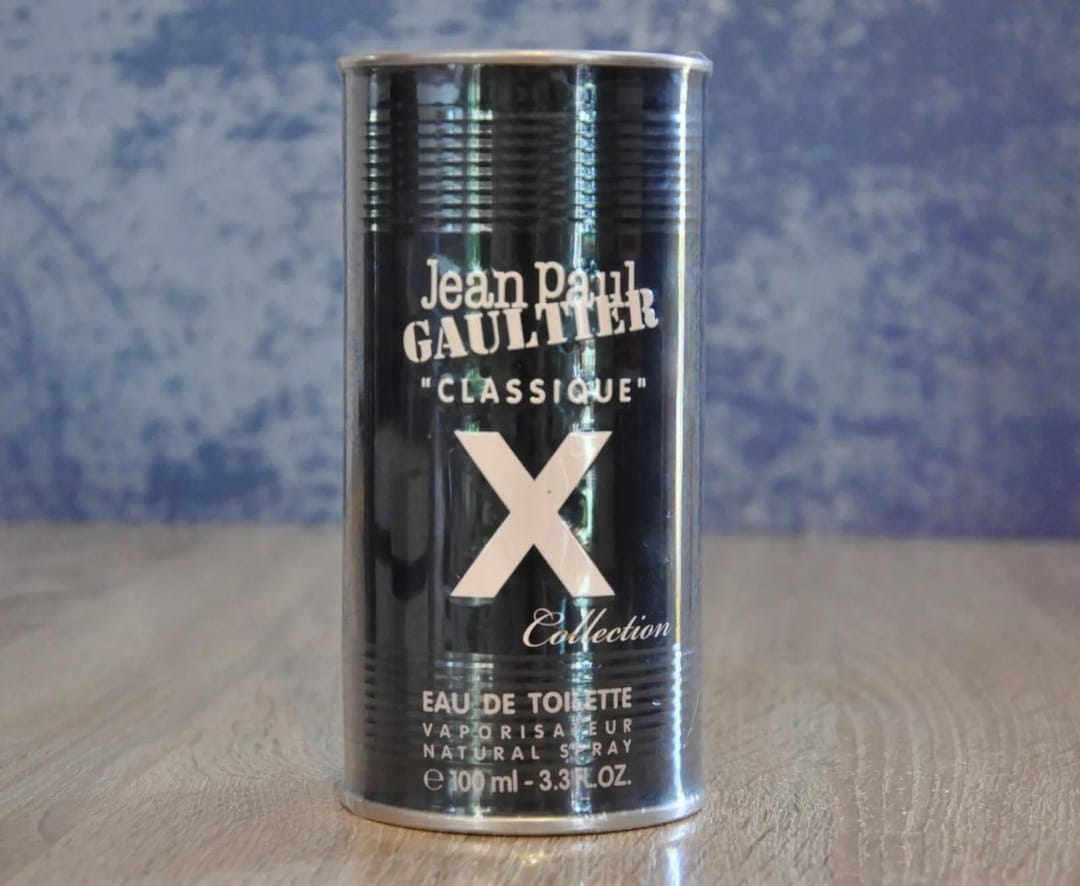 Jean Paul
GAULTIER
"CLASSIQUE"
X
Collection
EAU DE TOILETTE
VAPORISATEUR
NATURAL SPRAY
℮ 100 ml - 3.3 FL.OZ.